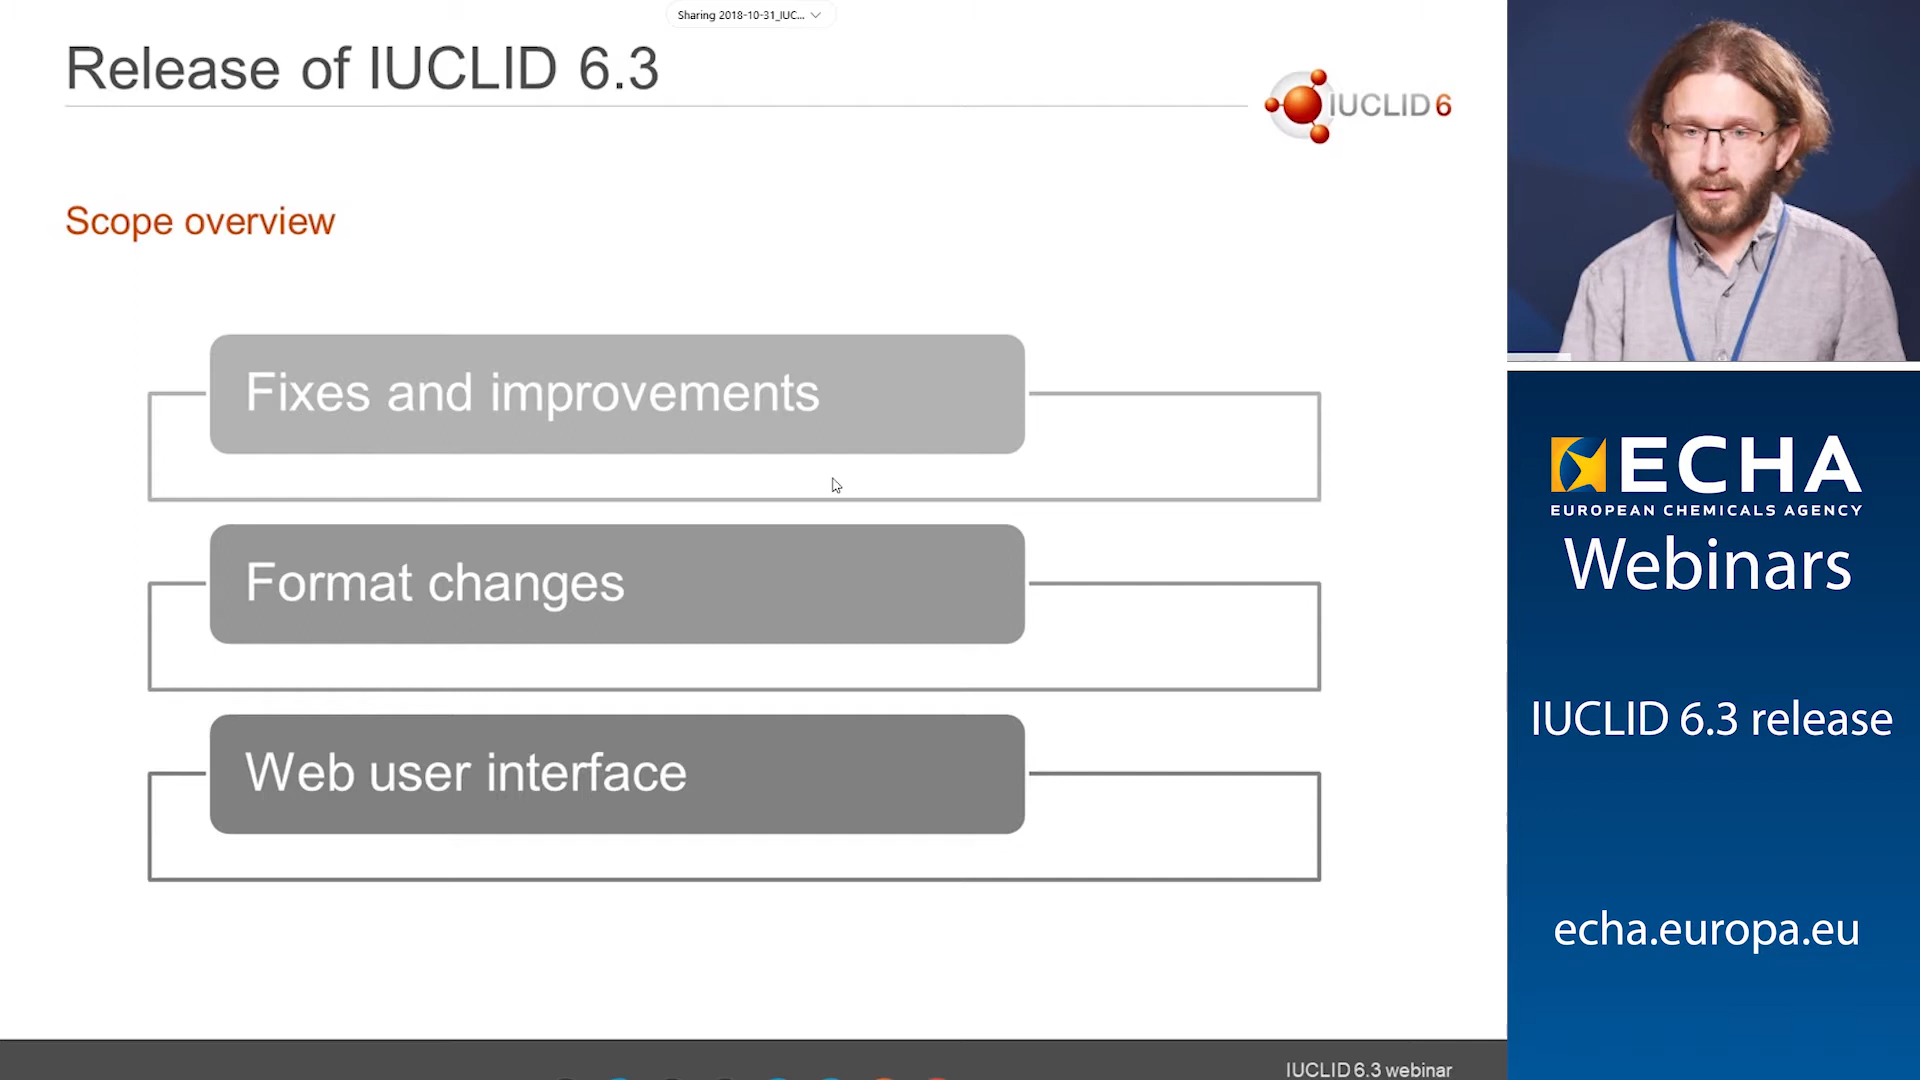 Sharing 2018-10-31_IUC...
Release of IUCLID 6.3
IUCLID 6
Scope overview
Fixes and improvements
Format changes
Web user interface
IUCLID 6.3 webinar
ECHA
EUROPEAN CHEMICALS AGENCY
Webinars
IUCLID 6.3 release
echa.europa.eu